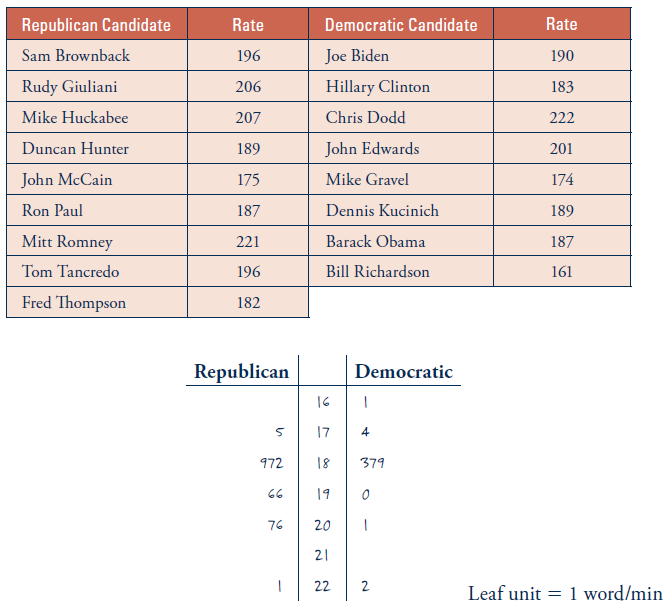 Republican Candidate Rate Democratic Candidate Rate
Sam Brownback 196 Joe Biden 190
Rudy Giuliani 206 Hillary Clinton 183
Mike Huckabee 207 Chris Dodd 222
Duncan Hunter 189 John Edwards 201
John McCain 175 Mike Gravel 174
Ron Paul 187 Dennis Kucinich 189
Mitt Romney 221 Barack Obama 187
Tom Tancredo 196 Bill Richardson 161
Fred Thompson 182
Republican Democratic
16 1
5 17 4
972 18 379
66 19 0
76 20 1
21
1 22 2
Leaf unit = 1 word/min